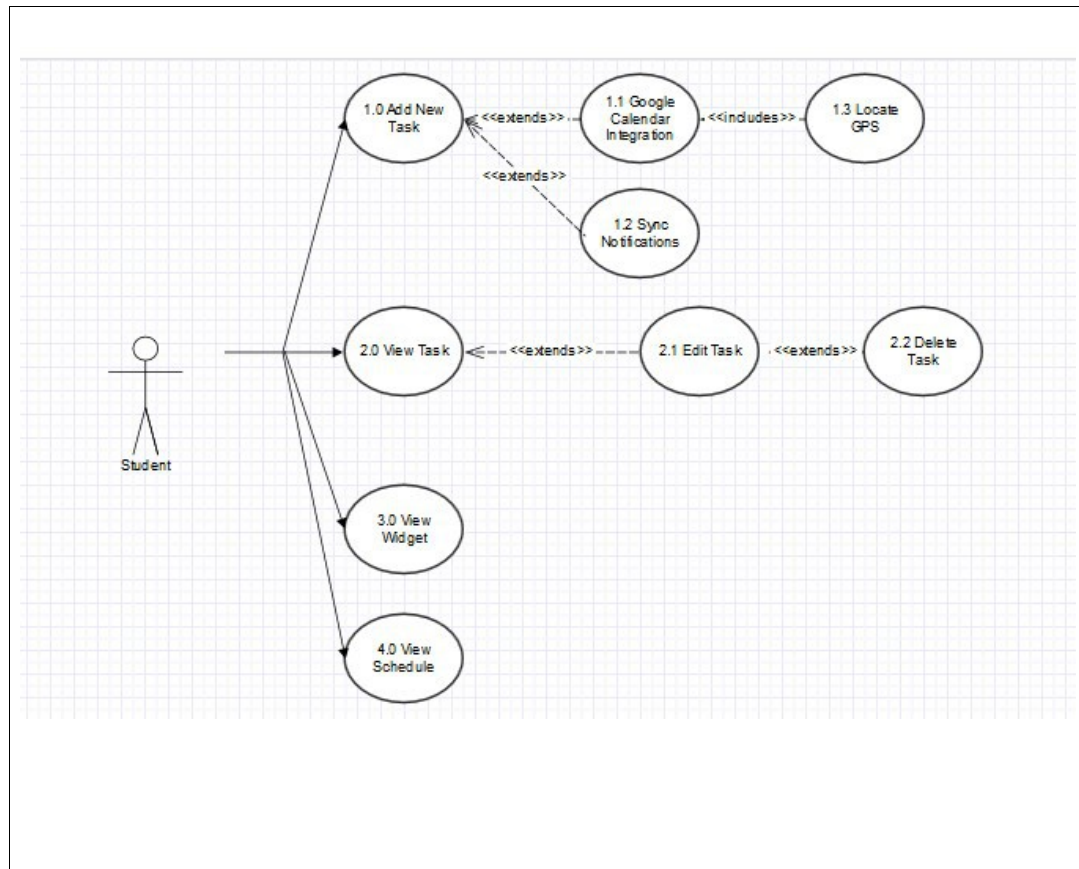 1.0 Add New
Task
<<extends>>
1.1 Google
Calendar
Integration
<<includes>>
1.3 Locate
GPS
<<extends>>
1.2 Sync
Notifications
2.0 View Task
<<extends>>
2.1 Edit Task
<<extends>>
2.2 Delete
Task
Student
3.0 View
Widget
4.0 View
Schedule